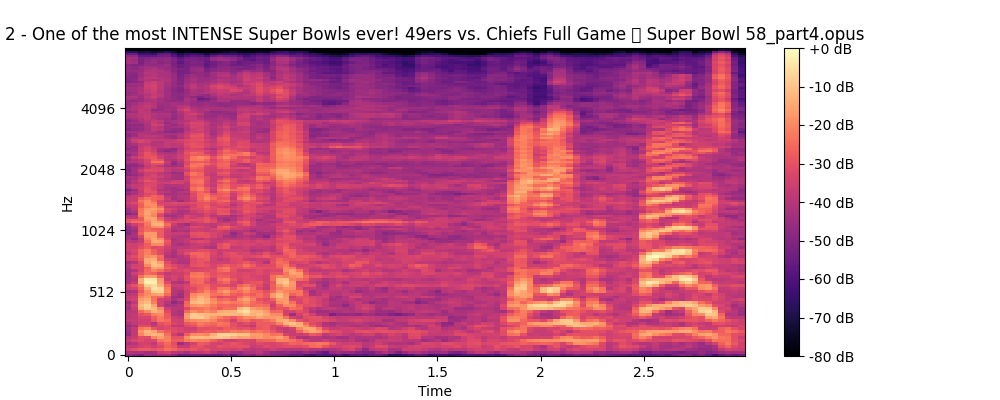 2 - One of the most INTENSE Super Bowls ever! 49ers vs. Chiefs Full Game ▯ Super Bowl 58_part4.opus
+0 dB
4096
-10 dB
-20 dB
2048
-30 dB
Hz
-40 dB
1024
-50 dB
512
-60 dB
-70 dB
0
-80 dB
0 0.5 1 1.5 2 2.5
Time